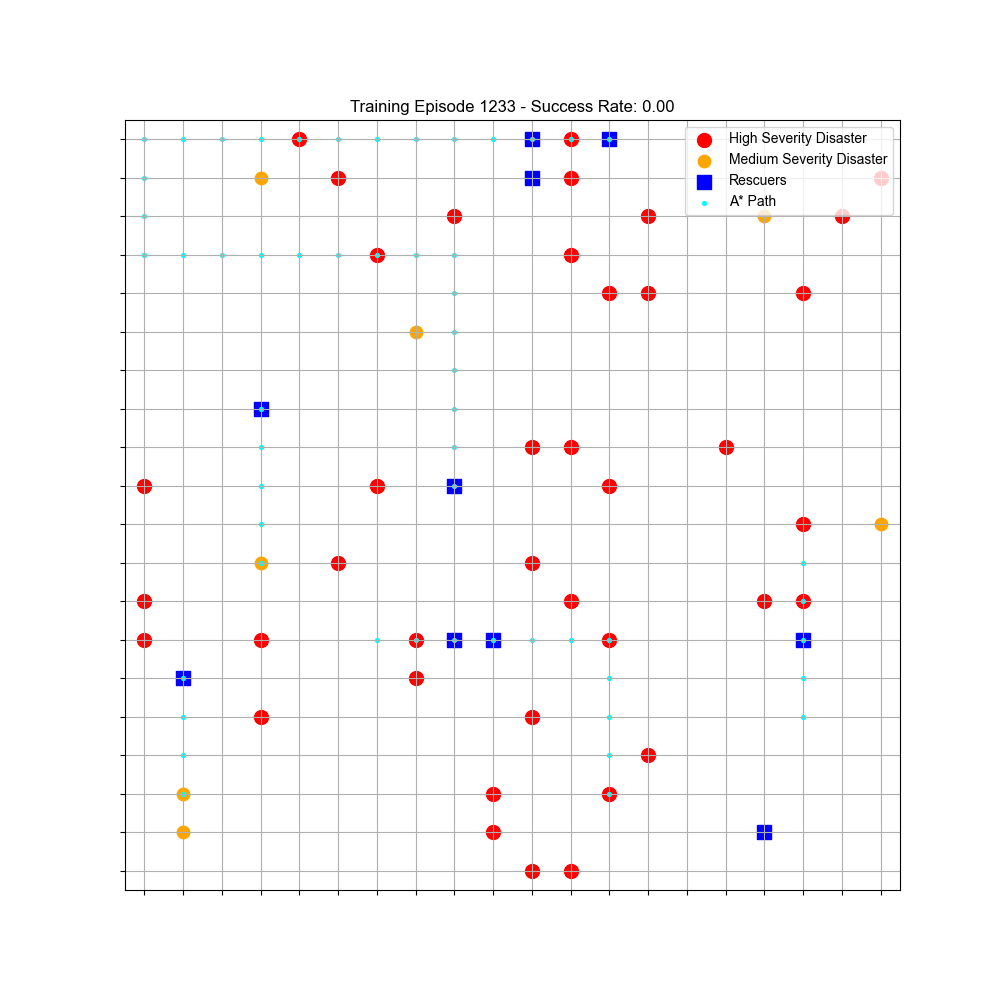 Training Episode 1233 - Success Rate: 0.00
High Severity Disaster
Medium Severity Disaster
Rescuers
A* Path